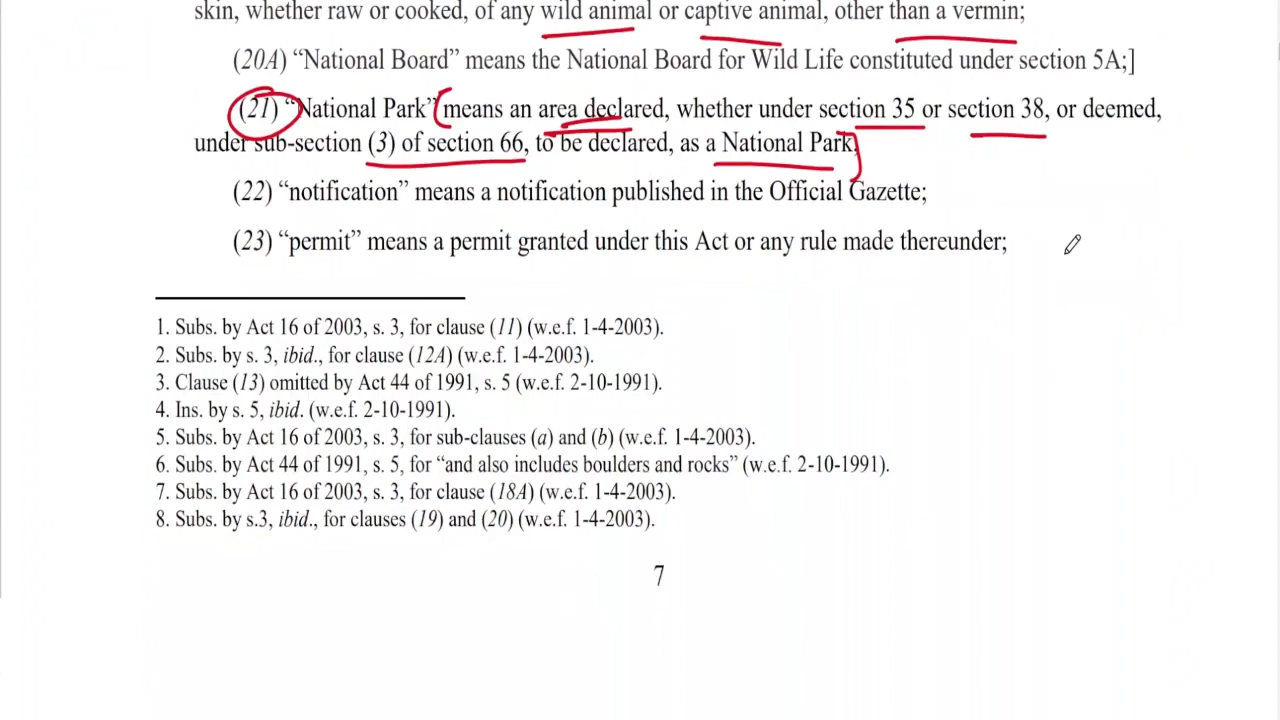 skin, whether raw or cooked, of any wild animal or captive animal, other than a vermin;
(20A) “National Board” means the National Board for Wild Life constituted under section 5A;]
(21) “National Park” means an area declared, whether under section 35 or section 38, or deemed,
under sub-section (3) of section 66, to be declared, as a National Park;
(22) “notification” means a notification published in the Official Gazette;
(23) “permit” means a permit granted under this Act or any rule made thereunder;
1. Subs. by Act 16 of 2003, s. 3, for clause (11) (w.e.f. 1-4-2003).
2. Subs. by s. 3, ibid., for clause (12A) (w.e.f. 1-4-2003).
3. Clause (13) omitted by Act 44 of 1991, s. 5 (w.e.f. 2-10-1991).
4. Ins. by s. 5, ibid. (w.e.f. 2-10-1991).
5. Subs. by Act 16 of 2003, s. 3, for sub-clauses (a) and (b) (w.e.f. 1-4-2003).
6. Subs. by Act 44 of 1991, s. 5, for “and also includes boulders and rocks” (w.e.f. 2-10-1991).
7. Subs. by Act 16 of 2003, s. 3, for clause (18A) (w.e.f. 1-4-2003).
8. Subs. by s.3, ibid., for clauses (19) and (20) (w.e.f. 1-4-2003).
7